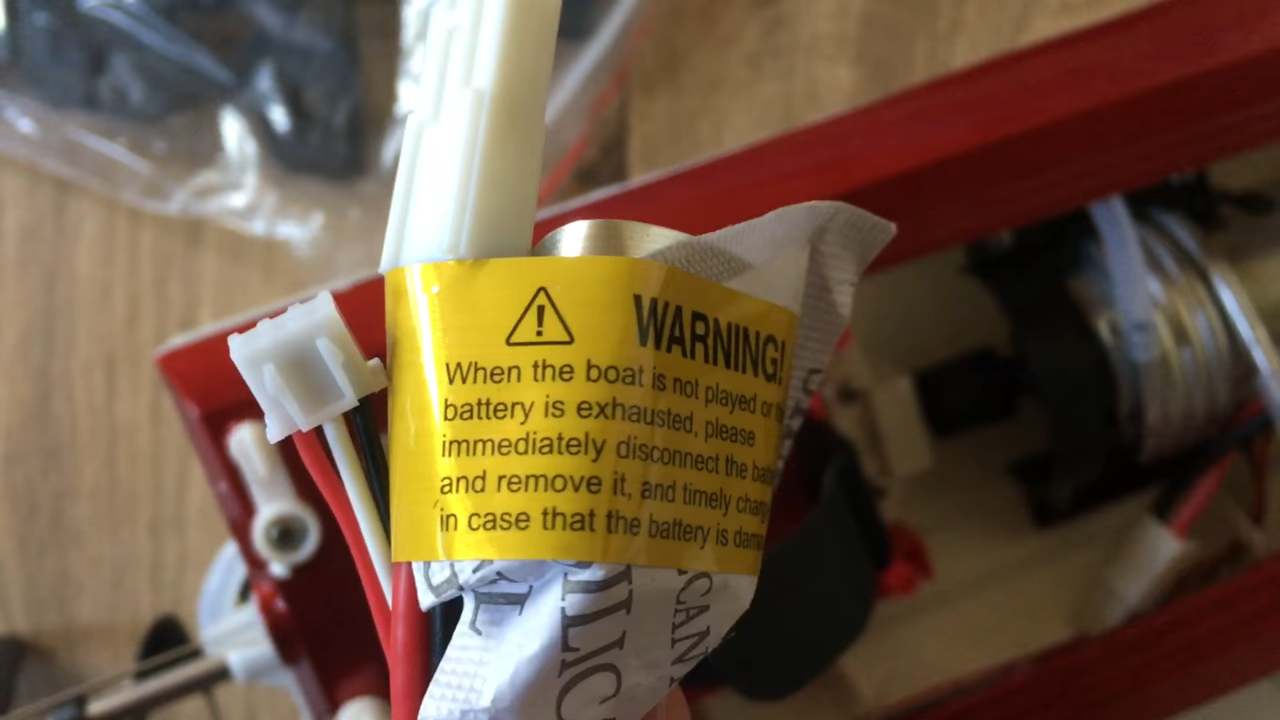 WARNING!
When the boat is not played or
battery is exhausted, please
immediately disconnect the
and remove it, and timely
in case that the battery is